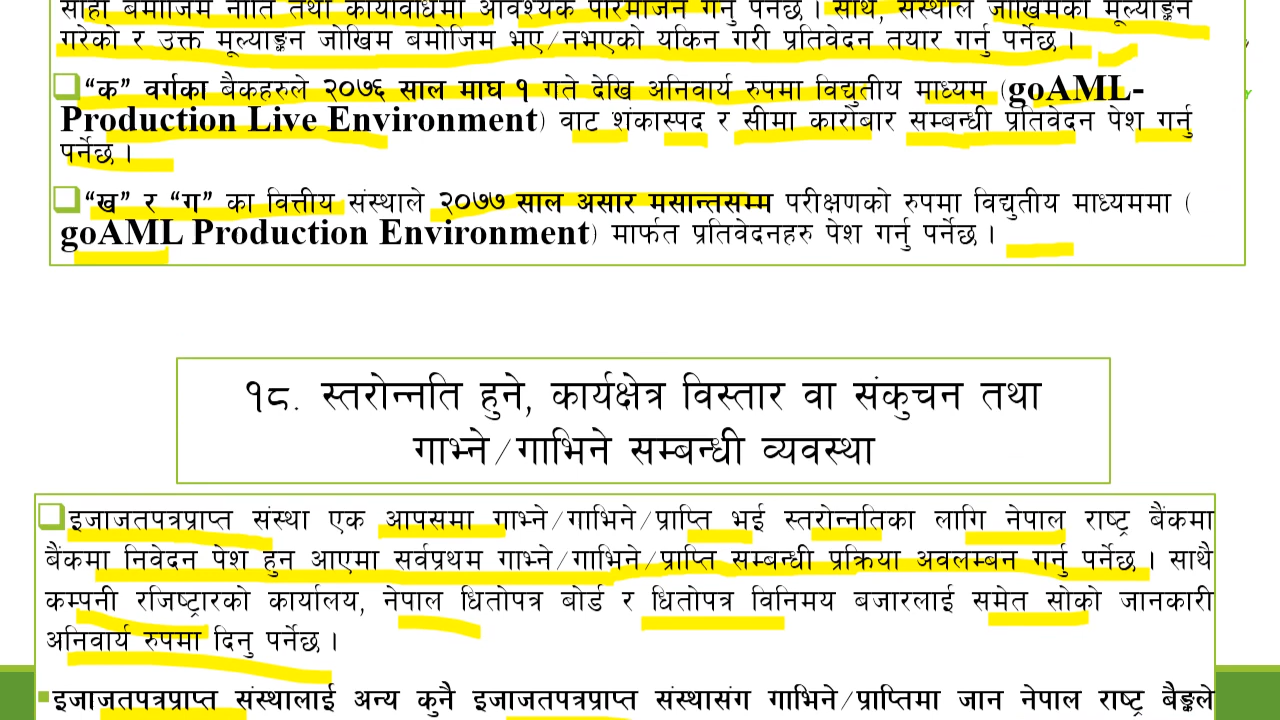 सोही बमोजिम नीति तथा कार्यविधिमा आवश्यक परिमार्जन गर्नु पर्नेछ । साथै, संस्थाले जोखिमको मूल्याङ्कन
गरेको र उक्त मूल्याङ्कन जोखिम बमोजिम भए/नभएको यकिन गरी प्रतिवेदन तयार गर्नु पर्नेछ ।
“क” वर्गका बैकहरुले २०७६ साल माघ १ गते देखि अनिवार्य रुपमा विद्युतीय माध्यम (goAML-
Production Live Environment) वाट शंकास्पद र सीमा कारोबार सम्बन्धी प्रतिवेदन पेश गर्नु
पर्नेछ ।
“ख” र “ग” का वित्तीय संस्थाले २०७७ साल असार मसान्तसम्म परीक्षणको रुपमा विद्युतीय माध्यममा (
goAML Production Environment) मार्फत प्रतिवेदनहरु पेश गर्नु पर्नेछ ।
१८. स्तरोन्नति हुने, कार्यक्षेत्र विस्तार वा संकुचन तथा
गाभ्ने/गाभिने सम्बन्धी व्यवस्था
इजाजतपत्रप्राप्त संस्था एक आपसमा गाभ्ने/गाभिने/प्राप्ति भई स्तरोन्नतिका लागि नेपाल राष्ट्र बैंकमा
बैंकमा निवेदन पेश हुन आएमा सर्वप्रथम गाभ्ने/गाभिने/प्राप्ति सम्बन्धी प्रक्रिया अवलम्बन गर्नु पर्नेछ । साथै
कम्पनी रजिष्ट्रारको कार्यालय, नेपाल धितोपत्र बोर्ड र धितोपत्र विनिमय बजारलाई समेत सोको जानकारी
अनिवार्य रुपमा दिनु पर्नेछ ।
इजाजतपत्रप्राप्त संस्थालाई अन्य कुनै इजाजतपत्रप्राप्त संस्थासंग गाभिने/प्राप्तिमा जान नेपाल राष्ट्र बैङ्कले